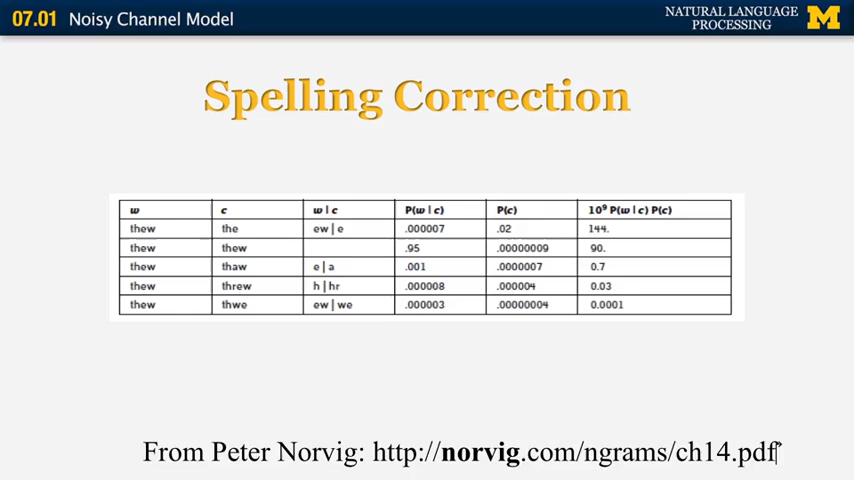 07.01 Noisy Channel Model
NATURAL LANGUAGE
PROCESSING
M
Spelling Correction
w c w | c P(w | c) P(c) 10⁹ P(w | c) P(c)
thew the ew | e .000007 .02 144.
thew thew .95 .00000009 90.
thew thaw e | a .001 .0000007 0.7
thew threw h | hr .000008 .000004 0.03
thew thwe ew | we .000003 .00000004 0.0001
From Peter Norvig: http://norvig.com/ngrams/ch14.pdf